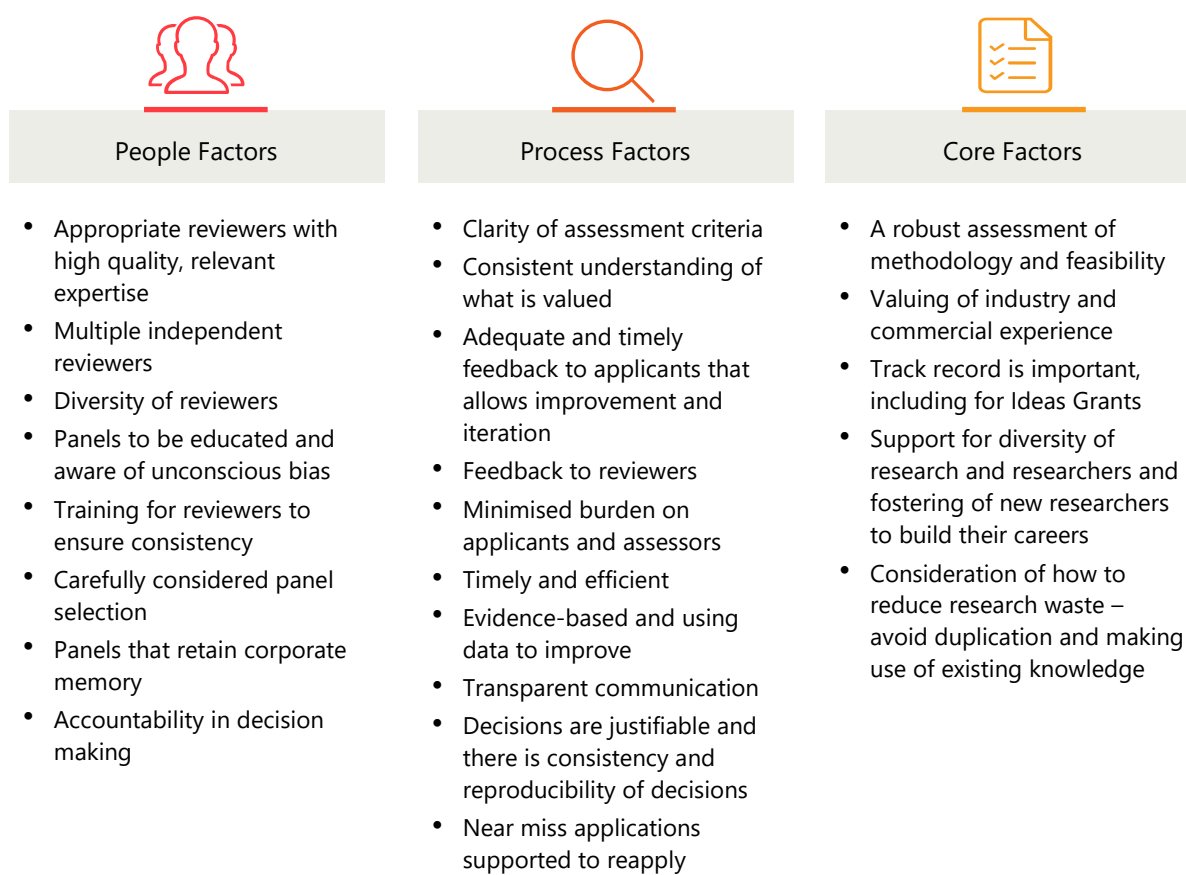 People Factors
• Appropriate reviewers with
high quality, relevant
expertise
• Multiple independent
reviewers
• Diversity of reviewers
• Panels to be educated and
aware of unconscious bias
• Training for reviewers to
ensure consistency
• Carefully considered panel
selection
• Panels that retain corporate
memory
• Accountability in decision
making
Process Factors
• Clarity of assessment criteria
• Consistent understanding of
what is valued
• Adequate and timely
feedback to applicants that
allows improvement and
iteration
• Feedback to reviewers
• Minimised burden on
applicants and assessors
• Timely and efficient
• Evidence-based and using
data to improve
• Transparent communication
• Decisions are justifiable and
there is consistency and
reproducibility of decisions
• Near miss applications
supported to reapply
Core Factors
• A robust assessment of
methodology and feasibility
• Valuing of industry and
commercial experience
• Track record is important,
including for Ideas Grants
• Support for diversity of
research and researchers and
fostering of new researchers
to build their careers
• Consideration of how to
reduce research waste –
avoid duplication and making
use of existing knowledge